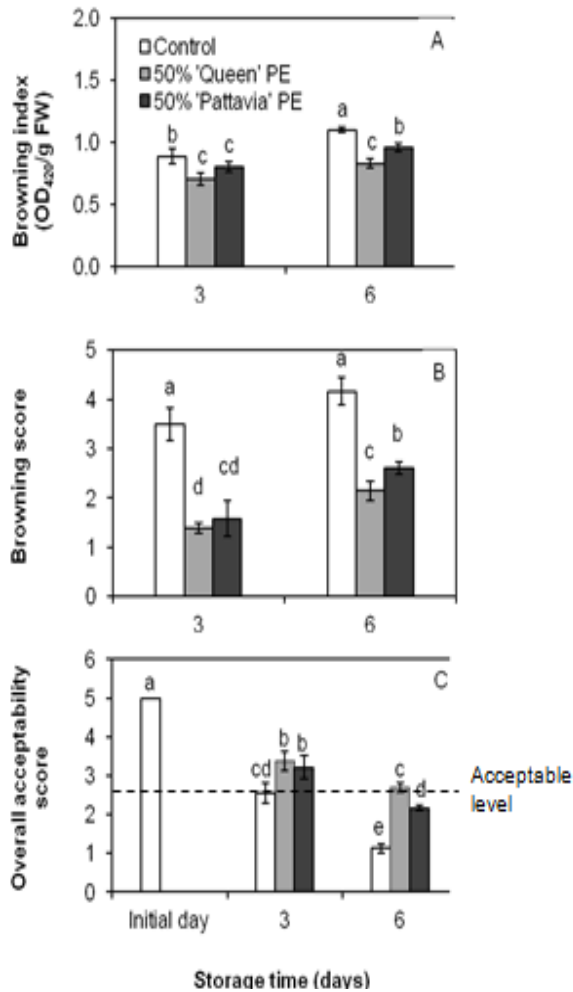 2.0
A
Control
50% 'Queen' PE
50% 'Pattavia' PE
1.5
1.0
0.5
0.0
Browning index
(OD₄₂₀/g FW)
b
c
c
a
c
b
3
6
5
B
4
3
2
1
0
Browning score
a
d
cd
a
c
b
3
6
6
C
5
4
3
2
1
0
Overall acceptability
score
a
cd
b
b
e
c
d
Acceptable
level
Initial day
3
6
Storage time (days)